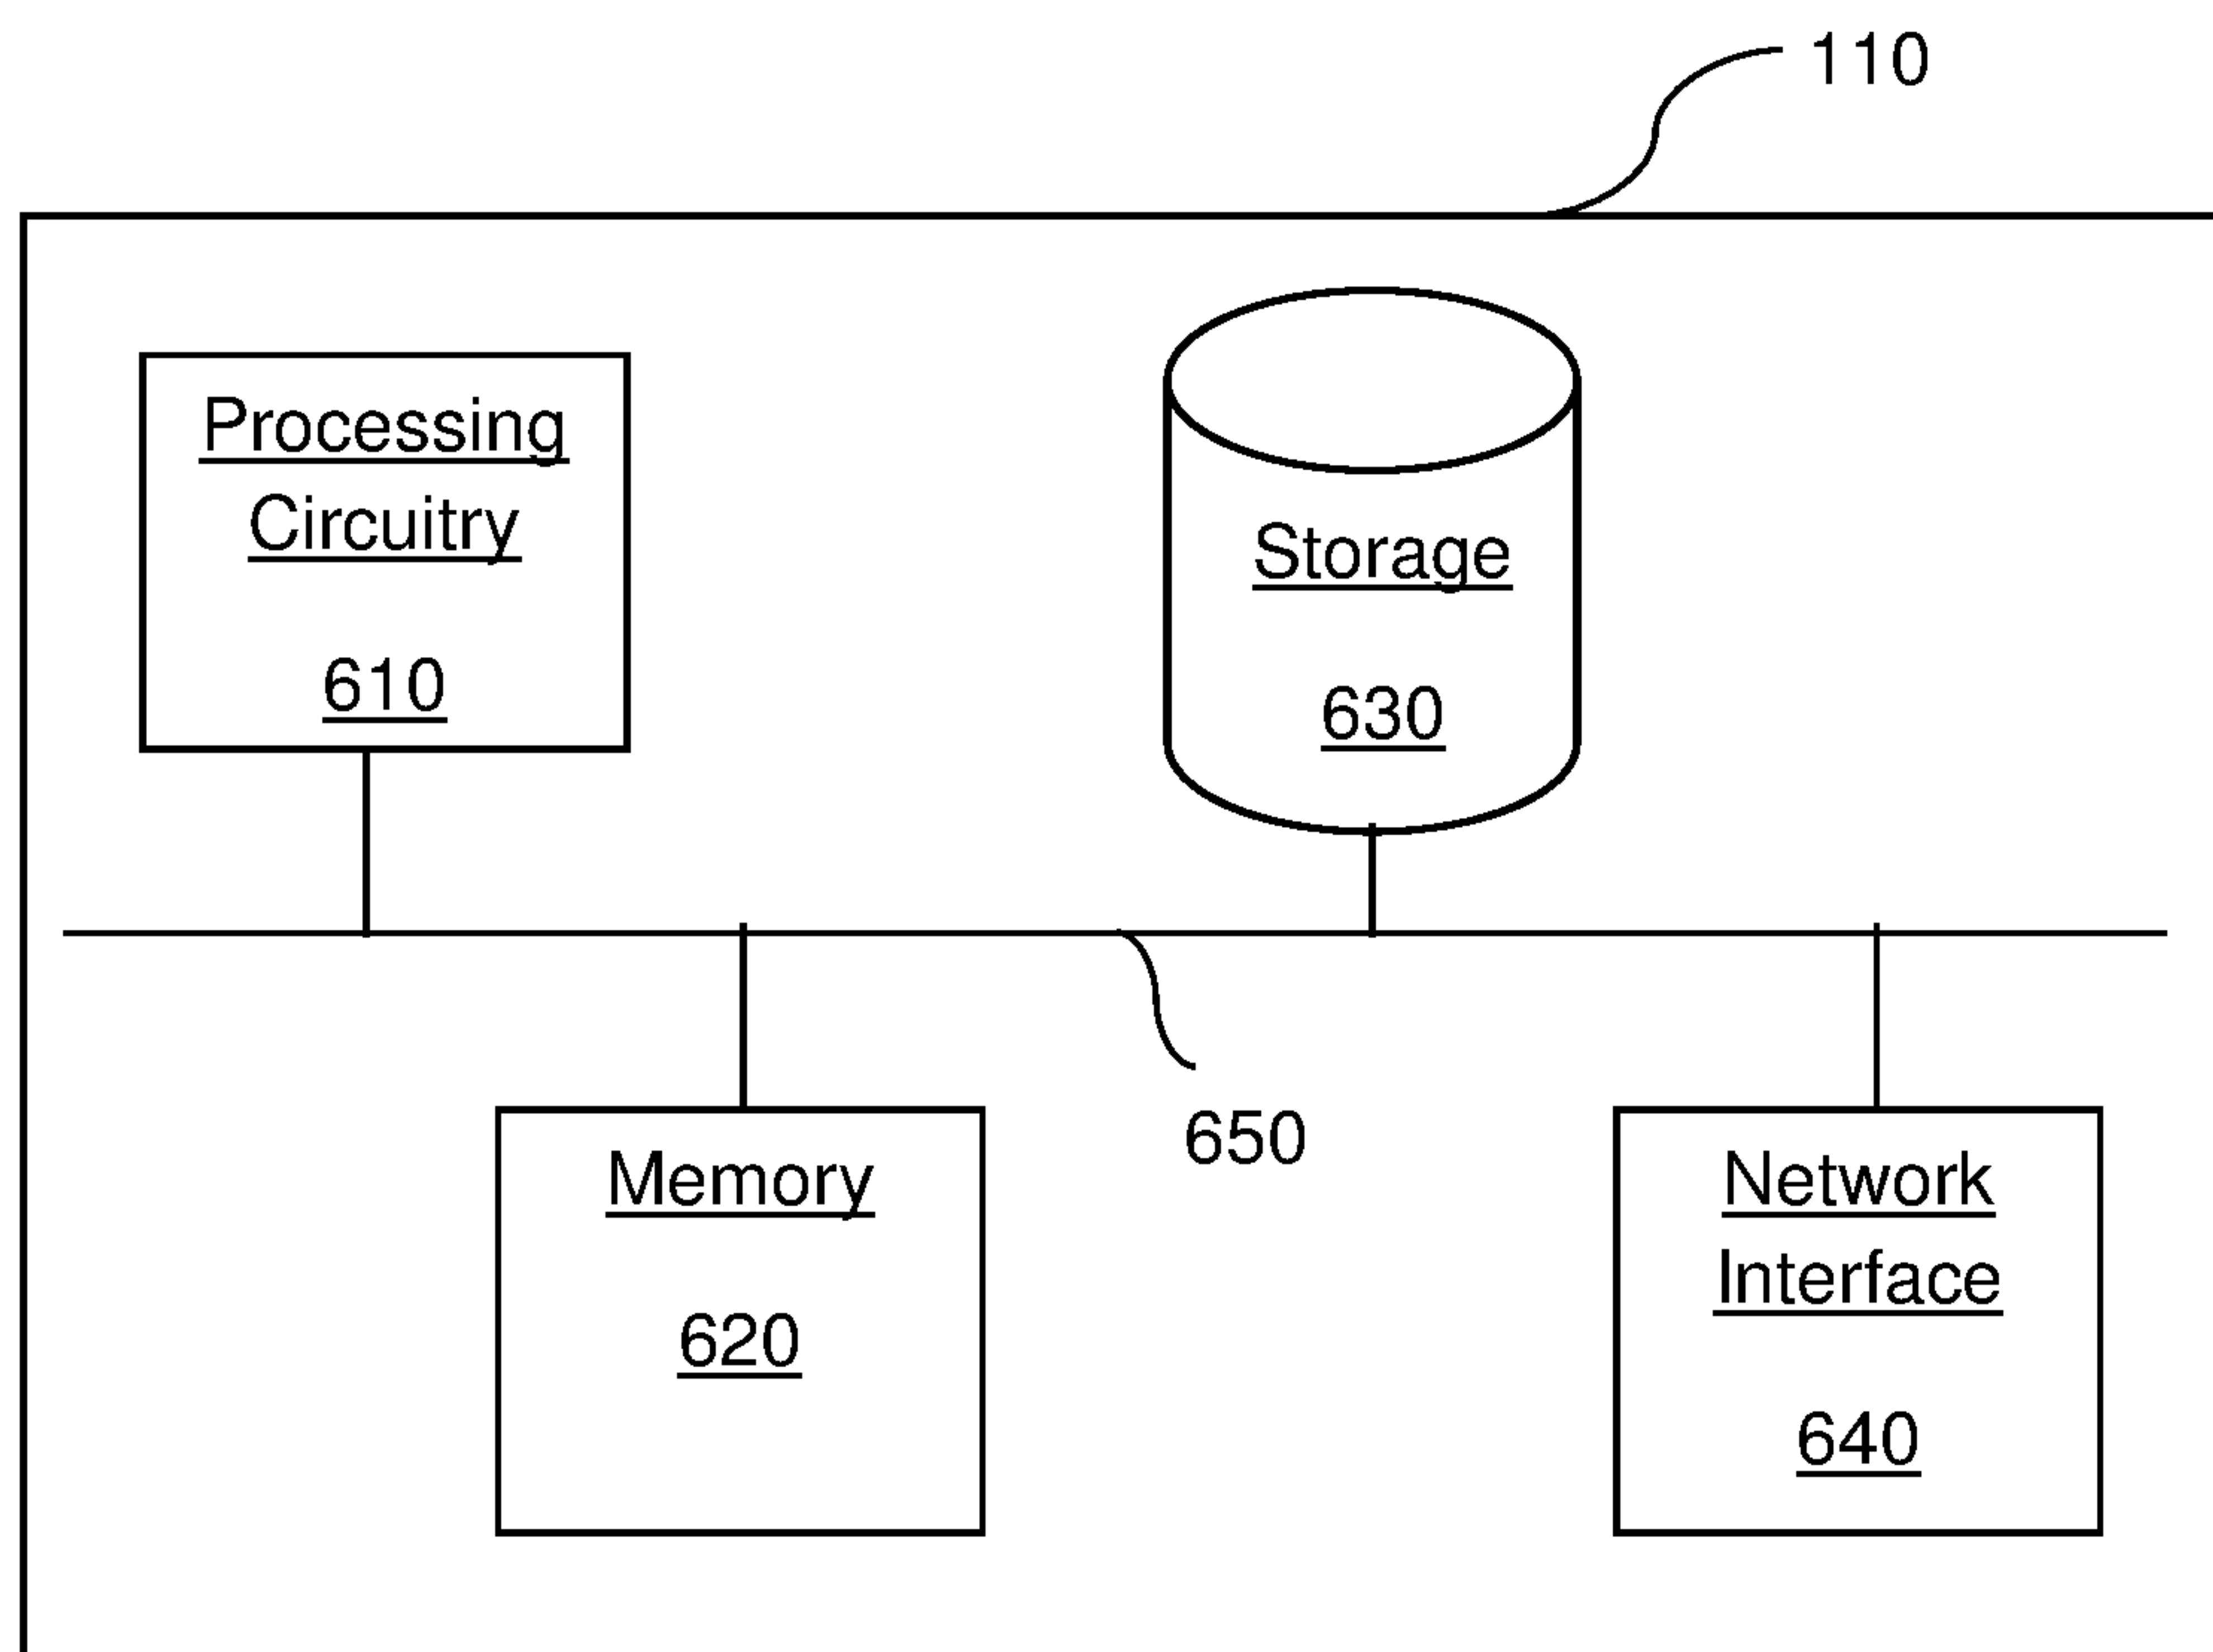 110
Processing
Circuitry
610
Storage
630
650
Memory
620
Network
Interface
640